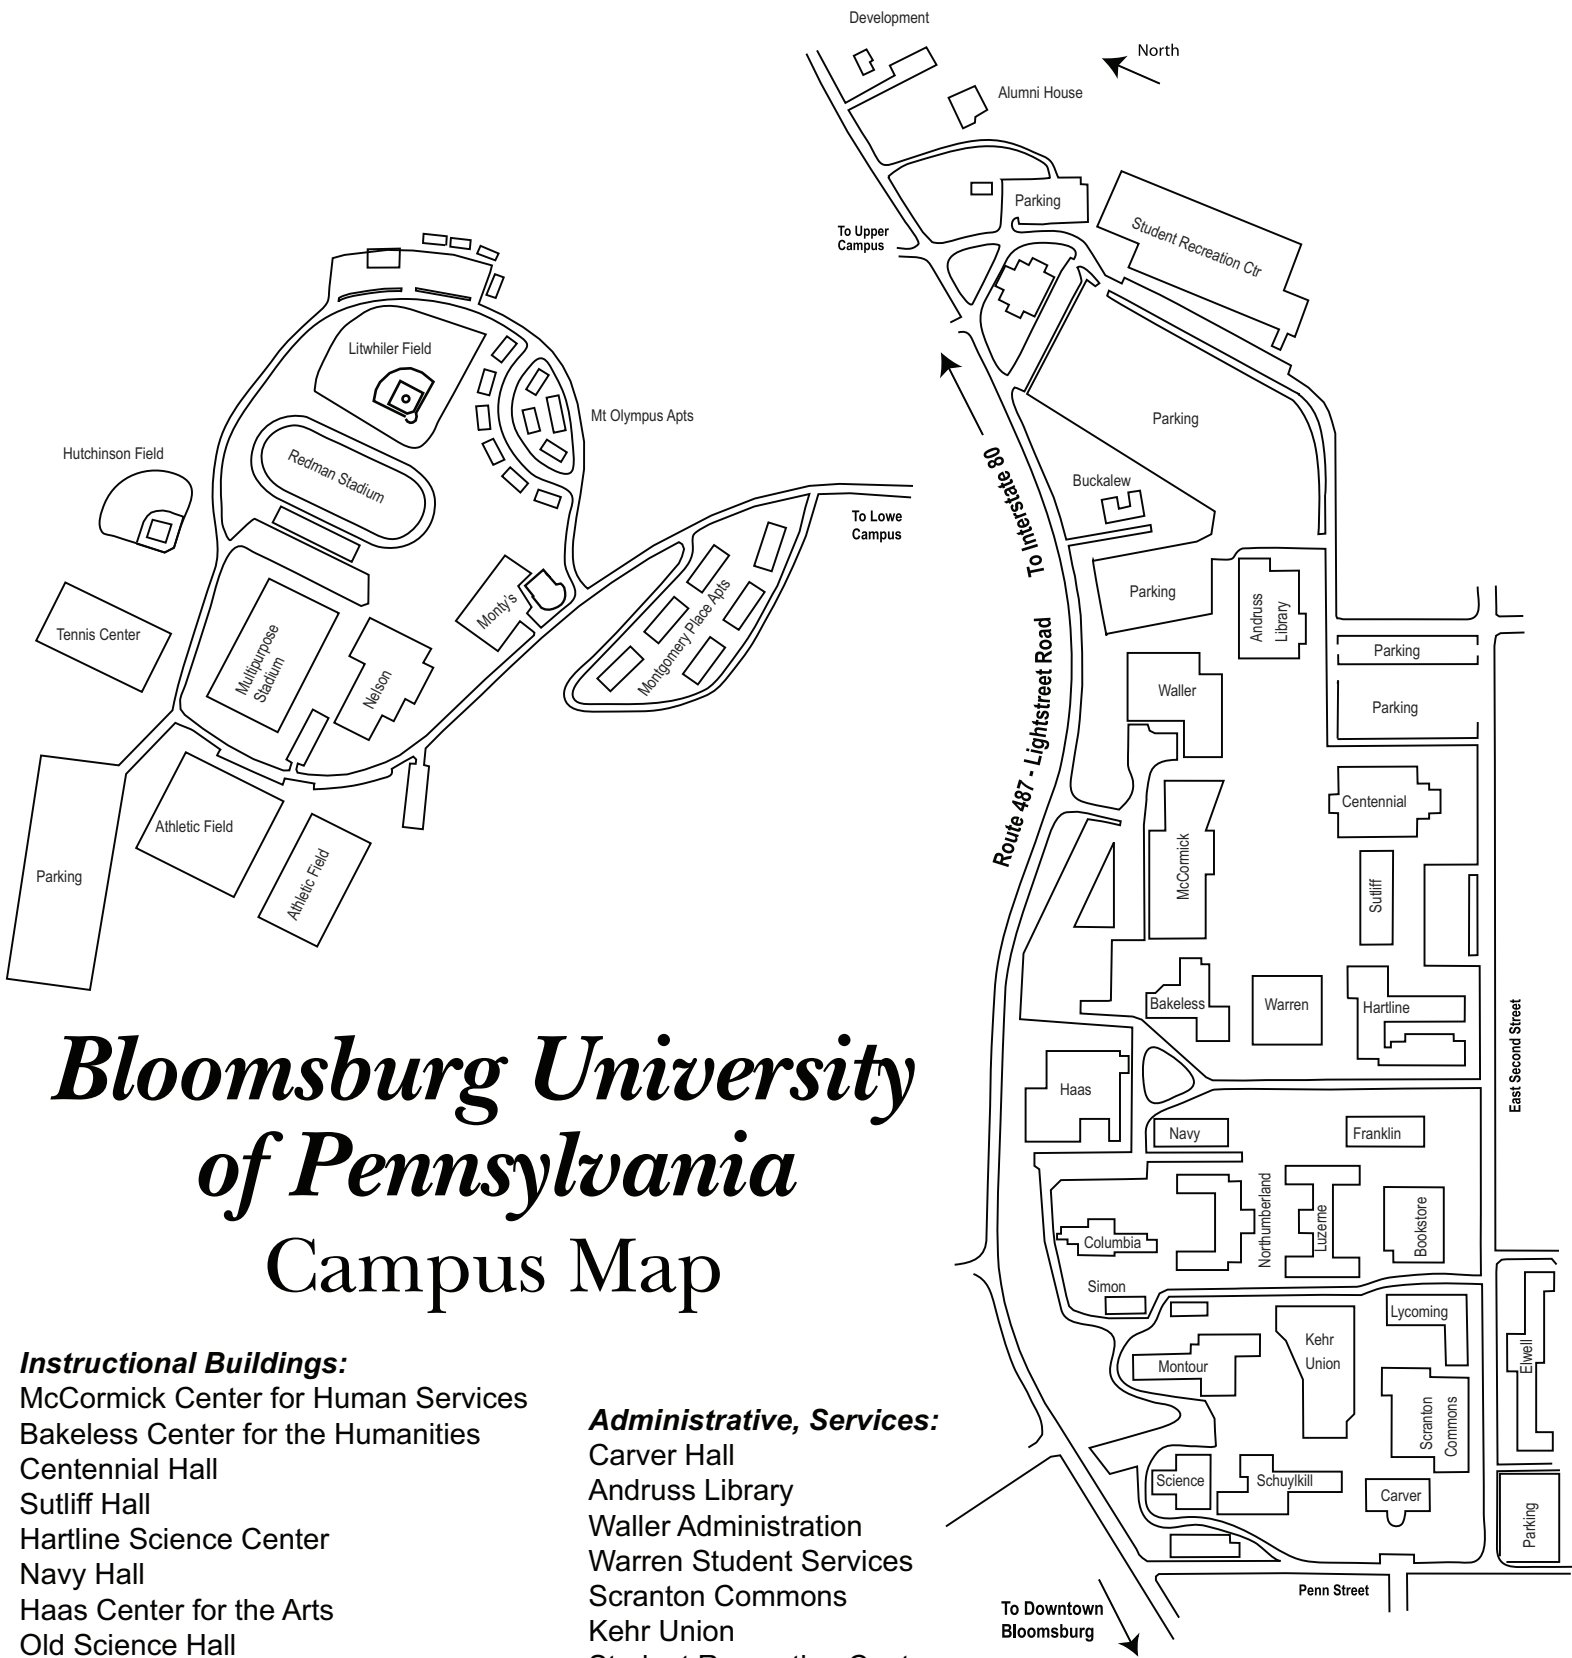 Development
North
Alumni House
Parking
Student Recreation Ctr
To Upper
Campus
Litwhiler Field
Mt Olympus Apts
Parking
Hutchinson Field
Redman Stadium
To Interstate 80
Buckalew
To Lowe
Campus
Parking
Andruss
Library
Monty's
Montgomery Place Apts
Tennis Center
Multipurpose
Stadium
Nelson
Route 487 - Lightstreet Road
Parking
Waller
Parking
Centennial
Athletic Field
Athletic Field
Parking
McCormick
Sutliff
Bakeless
Warren
Hartline
East Second Street
Bloomsburg University
of Pennsylvania
Campus Map
Haas
Navy
Franklin
Northumberland
Luzerne
Bookstore
Columbia
Simon
Lycoming
Kehr
Union
Montour
Elwell
Scranton
Commons
Science
Schuylkill
Carver
Parking
Penn Street
To Downtown
Bloomsburg
Instructional Buildings:
McCormick Center for Human Services
Bakeless Center for the Humanities
Centennial Hall
Sutliff Hall
Hartline Science Center
Navy Hall
Haas Center for the Arts
Old Science Hall
Administrative, Services:
Carver Hall
Andruss Library
Waller Administration
Warren Student Services
Scranton Commons
Kehr Union